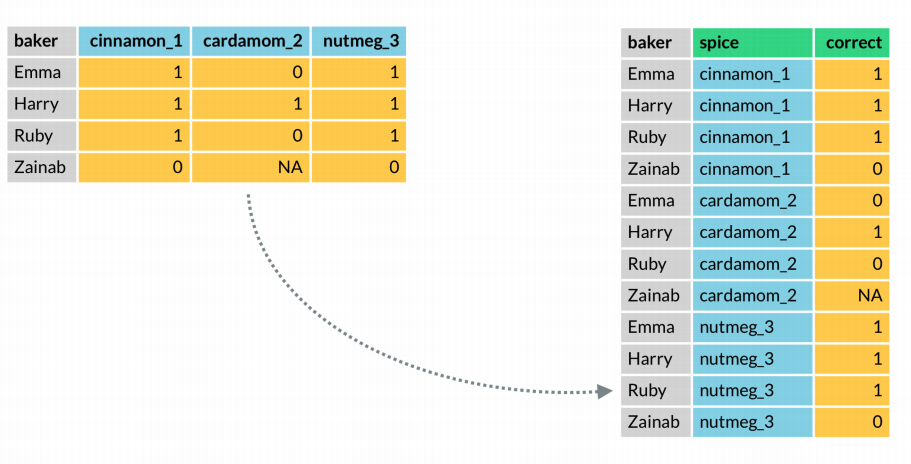 baker cinnamon_1 cardamom_2 nutmeg_3
Emma 1 0 1
Harry 1 1 1
Ruby 1 0 1
Zainab 0 NA 0
baker spice correct
Emma cinnamon_1 1
Harry cinnamon_1 1
Ruby cinnamon_1 1
Zainab cinnamon_1 0
Emma cardamom_2 0
Harry cardamom_2 1
Ruby cardamom_2 0
Zainab cardamom_2 NA
Emma nutmeg_3 1
Harry nutmeg_3 1
Ruby nutmeg_3 1
Zainab nutmeg_3 0